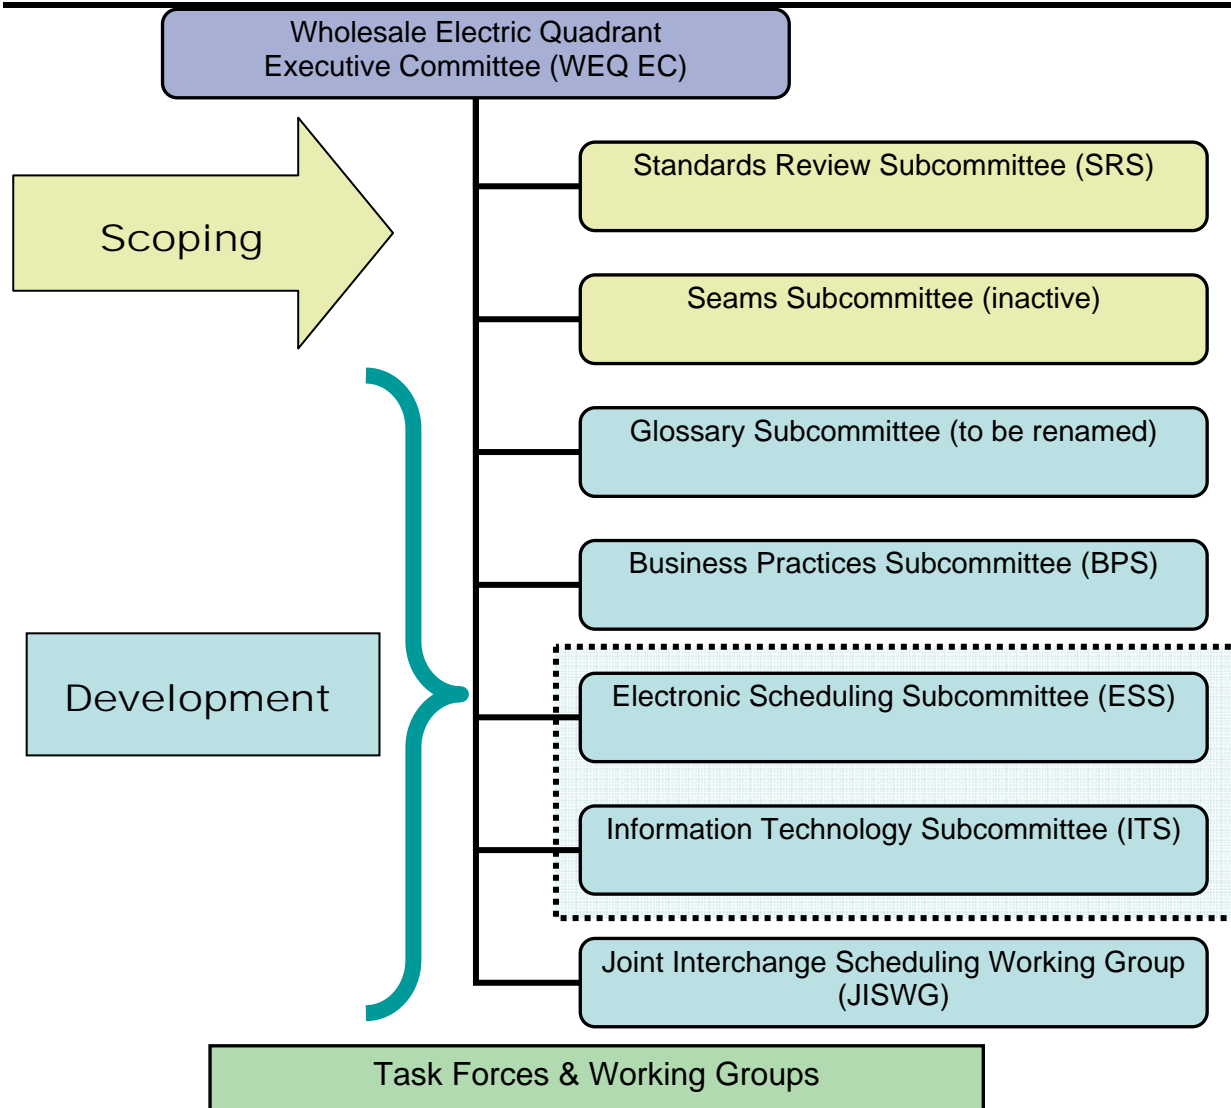 Wholesale Electric Quadrant
Executive Committee (WEQ EC)
Standards Review Subcommittee (SRS)
Scoping
Seams Subcommittee (inactive)
Glossary Subcommittee (to be renamed)
Business Practices Subcommittee (BPS)
Development
Electronic Scheduling Subcommittee (ESS)
Information Technology Subcommittee (ITS)
Joint Interchange Scheduling Working Group
(JISWG)
Task Forces & Working Groups